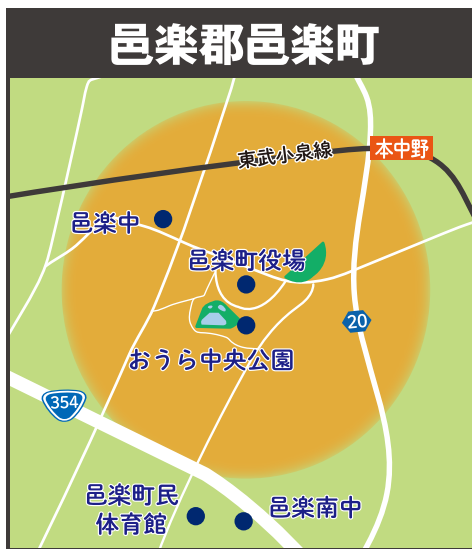 邑楽郡邑楽町
東武小泉線
本中野
邑楽中
邑楽町役場
20
おうら中央公園
354
邑楽町民
体育館
邑楽南中